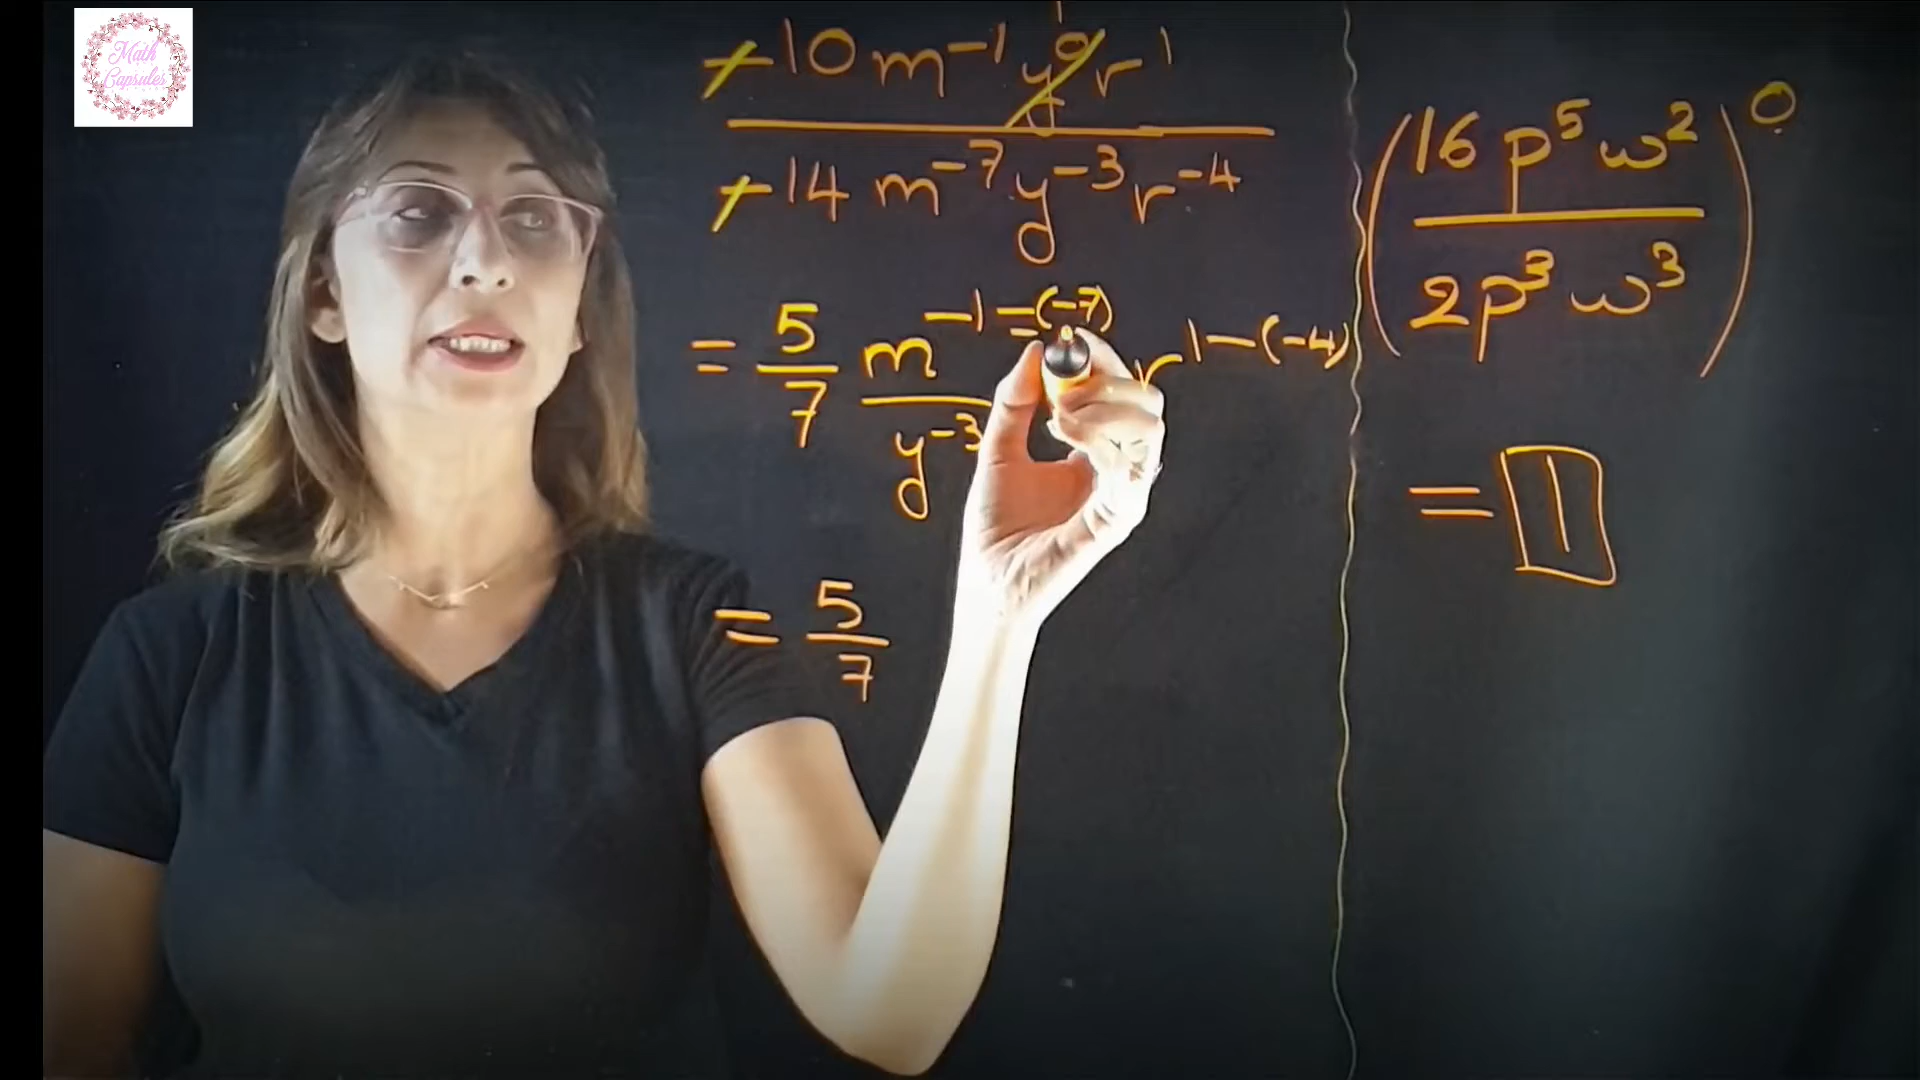 Math
Capsules
-10m⁻¹y⁰r¹
1
-14m⁻⁷y⁻³r⁻⁴
= 5/7 m⁻¹⁻⁽⁻⁷⁾ r¹⁻⁽⁻⁴⁾ / y⁻³
= 5/7
(16p⁵w² / 2p³w³)⁰
= 1